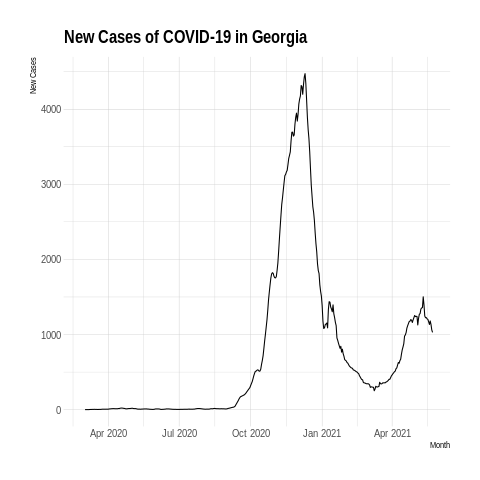 New Cases of COVID-19 in Georgia
New Cases
4000
3000
2000
1000
0
Apr 2020 Jul 2020 Oct 2020 Jan 2021 Apr 2021
Month